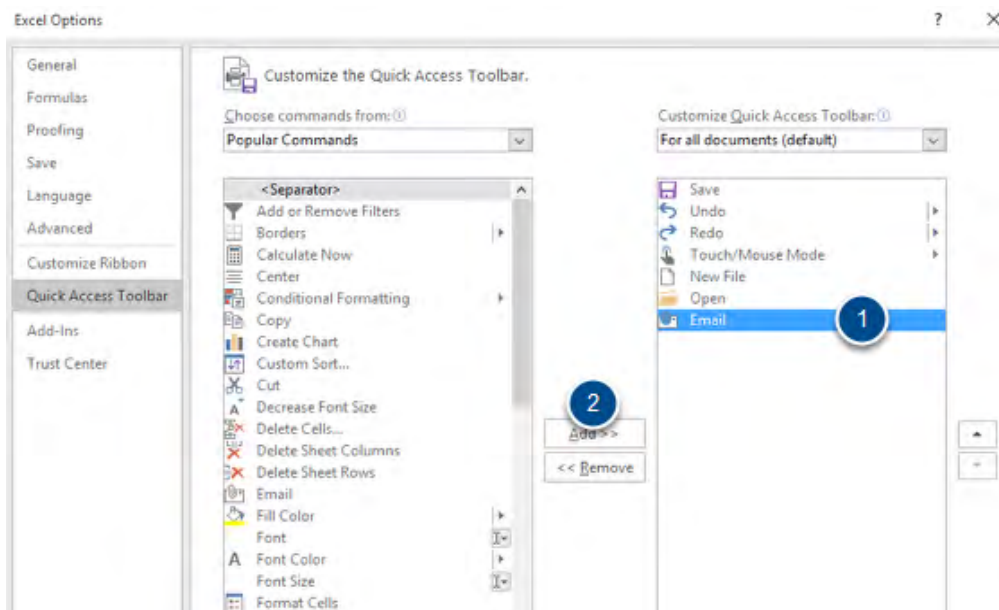 Excel Options
?
General
Formulas
Proofing
Save
Language
Advanced
Customize Ribbon
Quick Access Toolbar
Add-Ins
Trust Center
Customize the Quick Access Toolbar.
Choose commands from:
Popular Commands
<Separator>
Add or Remove Filters
Borders
Calculate Now
Center
Conditional Formatting
Copy
Create Chart
Custom Sort...
Cut
Decrease Font Size
Delete Cells...
Delete Sheet Columns
Delete Sheet Rows
Email
Fill Color
Font
Font Color
Font Size
Format Cells
2
Add >>
<< Remove
Customize Quick Access Toolbar:
For all documents (default)
Save
Undo
Redo
Touch/Mouse Mode
New File
Open
Email
1